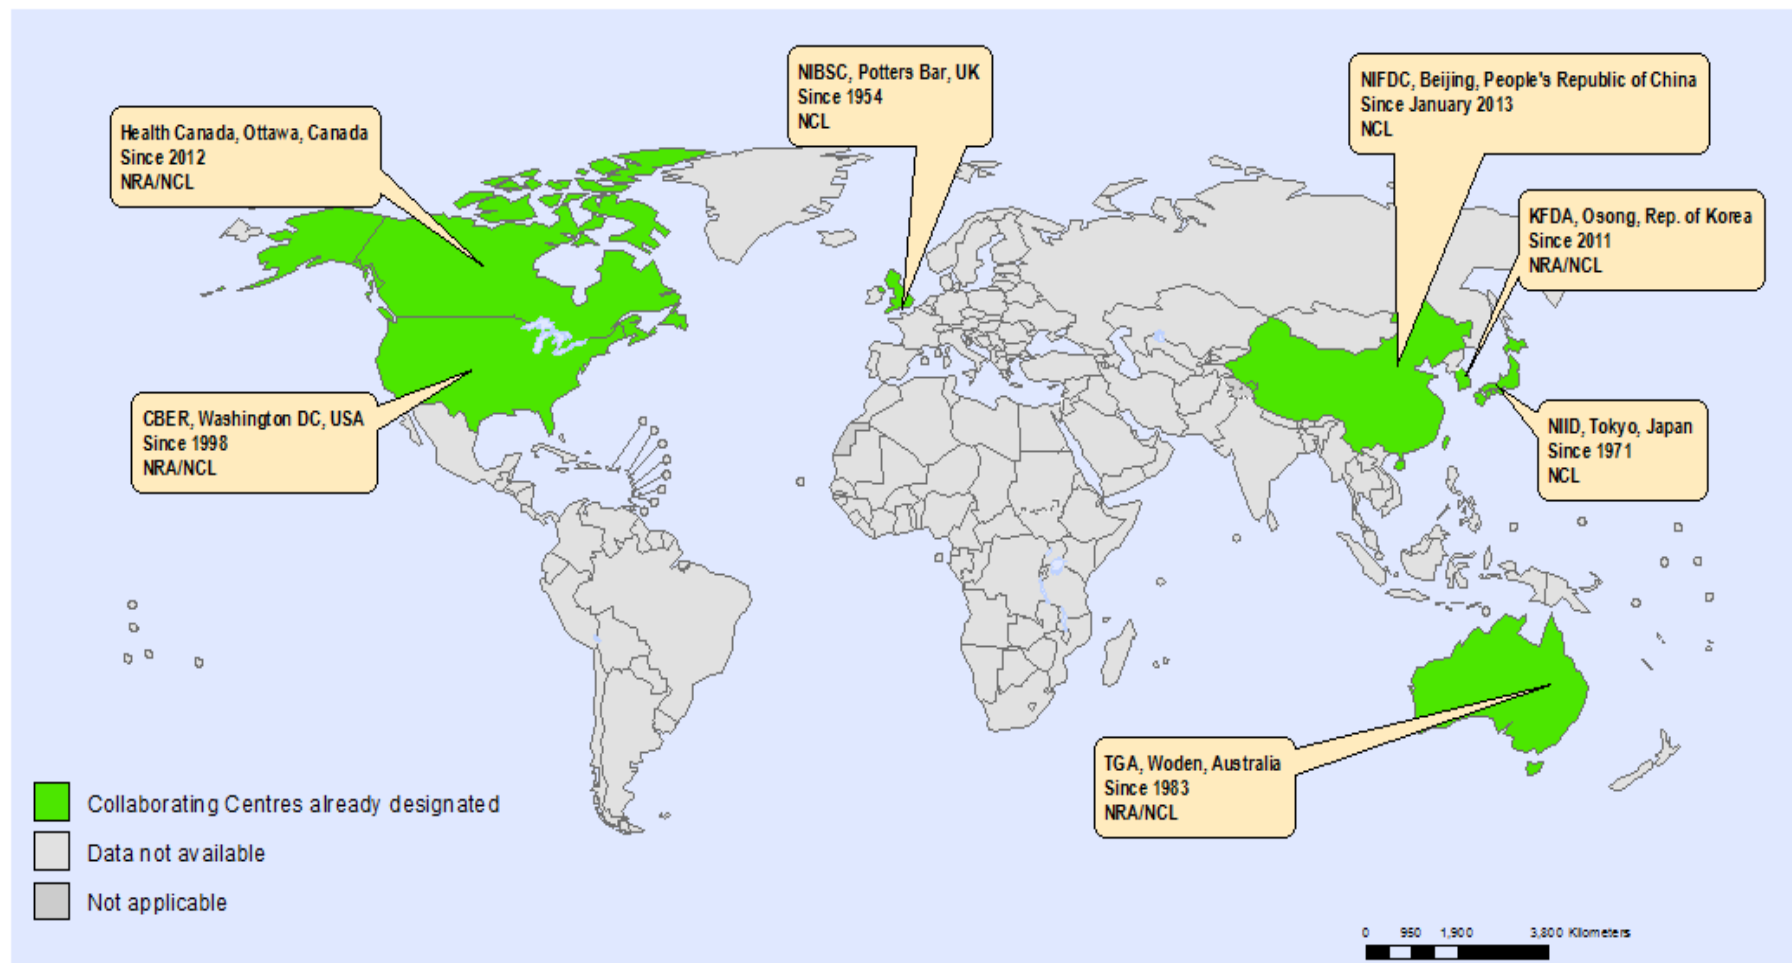 NIBSC, Potters Bar, UK
Since 1954
NCL
NIFDC, Beijing, People's Republic of China
Since January 2013
NCL
Health Canada, Ottawa, Canada
Since 2012
NRA/NCL
KFDA, Osong, Rep. of Korea
Since 2011
NRA/NCL
CBER, Washington DC, USA
Since 1998
NRA/NCL
NIID, Tokyo, Japan
Since 1971
NCL
TGA, Woden, Australia
Since 1983
NRA/NCL
Collaborating Centres already designated
Data not available
Not applicable
0 950 1,900 3,800 Kilometers